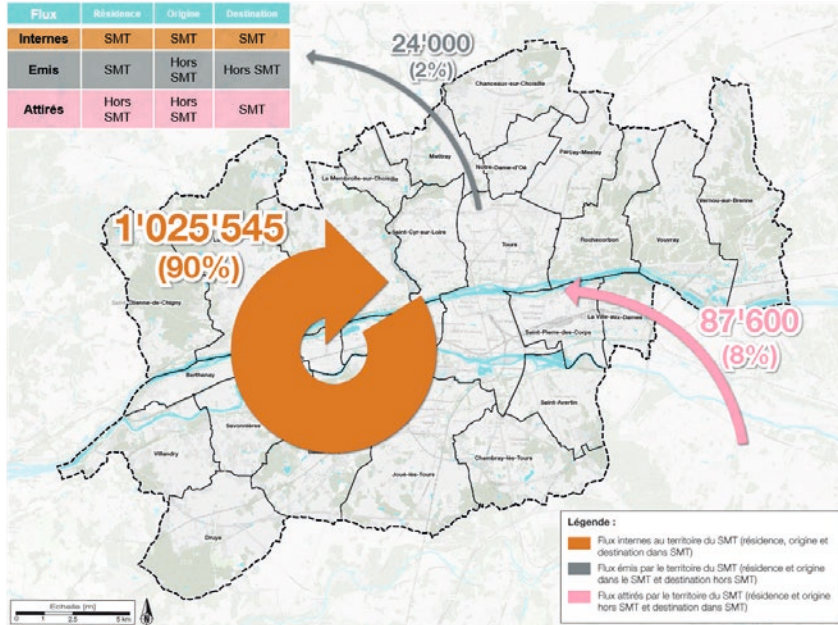 Flux Résidence Origine Destination
Internes SMT SMT SMT
Emis SMT Hors SMT Hors SMT
Attirés Hors SMT Hors SMT SMT
24'000
(2%)
Chanceaux-sur-Choisille
Mettray
Notre-Dame-d'Oé
Parçay-Meslay
La Membrolle-sur-Choisille
Vernou-sur-Brenne
1'025'545
(90%)
Saint-Cyr-sur-Loire
Tours
Rochecorbon
Vouvray
Saint-Etienne-de-Chigny
La Ville-aux-Dames
Saint-Pierre-des-Corps
87'600
(8%)
Berthenay
Saint-Avertin
Savonnières
Villandry
Joué-lès-Tours
Chambray-lès-Tours
Druye
Légende :
Flux internes au territoire du SMT (résidence, origine et
destination dans SMT)
Flux émis par le territoire du SMT (résidence et origine
dans le SMT et destination hors SMT)
Flux attirés par le territoire du SMT (résidence et origine
hors SMT et destination dans SMT)
Echelle [m]
0 1 2.5 5 km
N